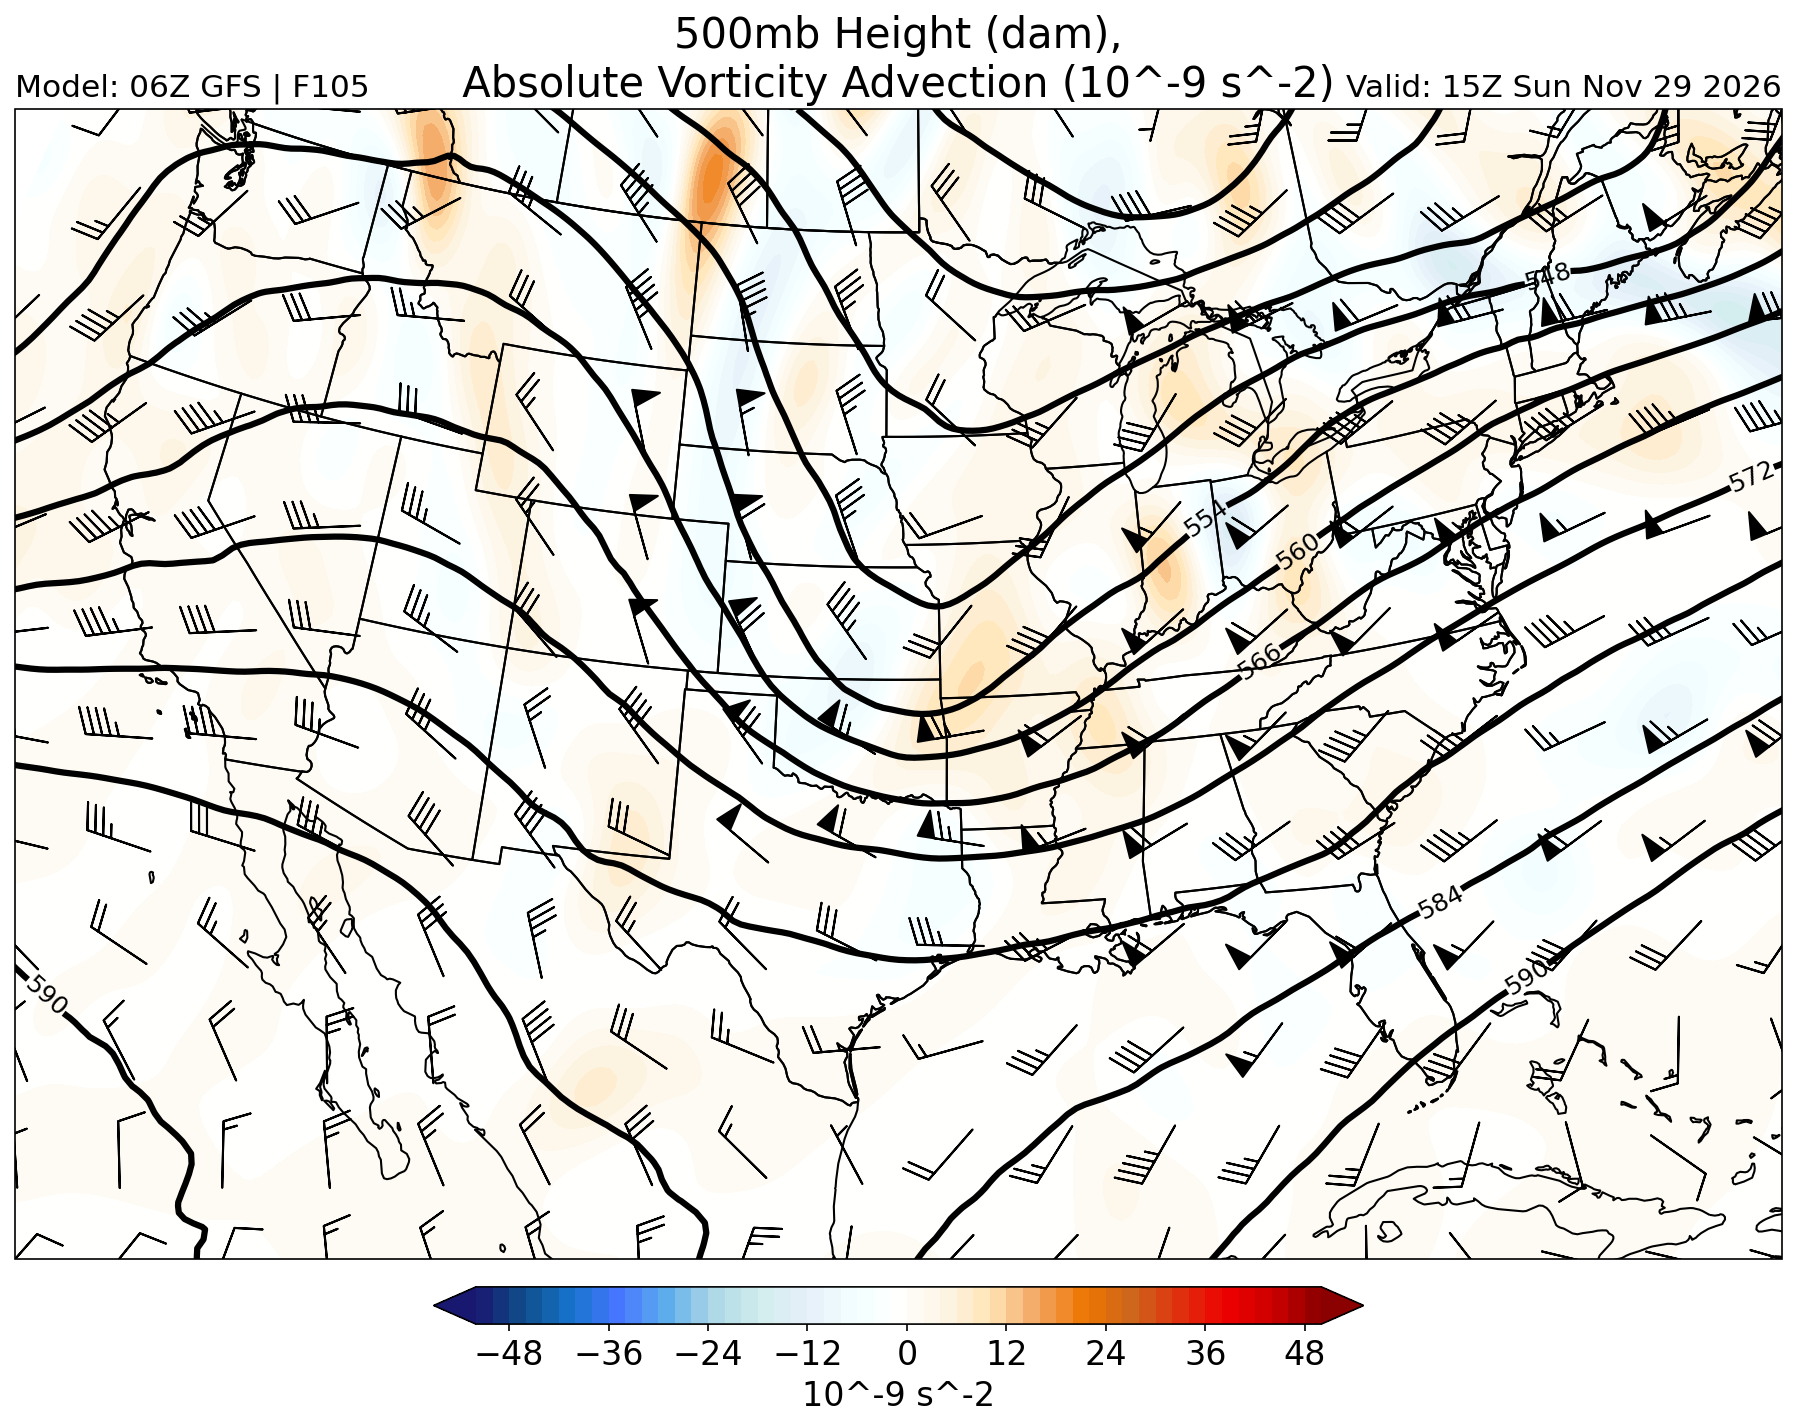 500mb Height (dam),
Model: 06Z GFS | F105
Absolute Vorticity Advection (10^-9 s^-2)
Valid: 15Z Sun Nov 29 2026
548
572
554
560
566
584
590
590
−48 −36 −24 −12 0 12 24 36 48
10^-9 s^-2